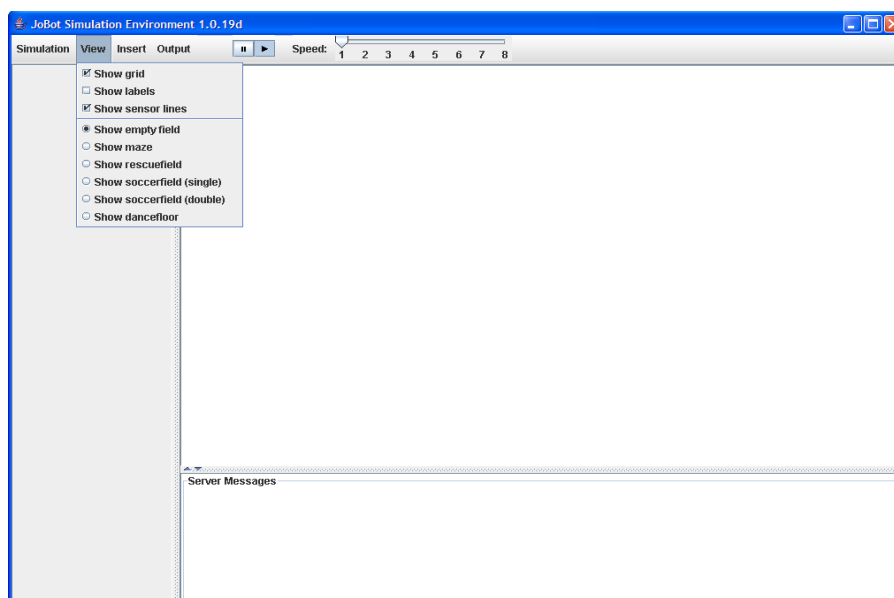 JoBot Simulation Environment 1.0.19d
Simulation View Insert Output Speed:
1 2 3 4 5 6 7 8
Show grid
Show labels
Show sensor lines
Show empty field
Show maze
Show rescuefield
Show soccerfield (single)
Show soccerfield (double)
Show dancefloor
Server Messages